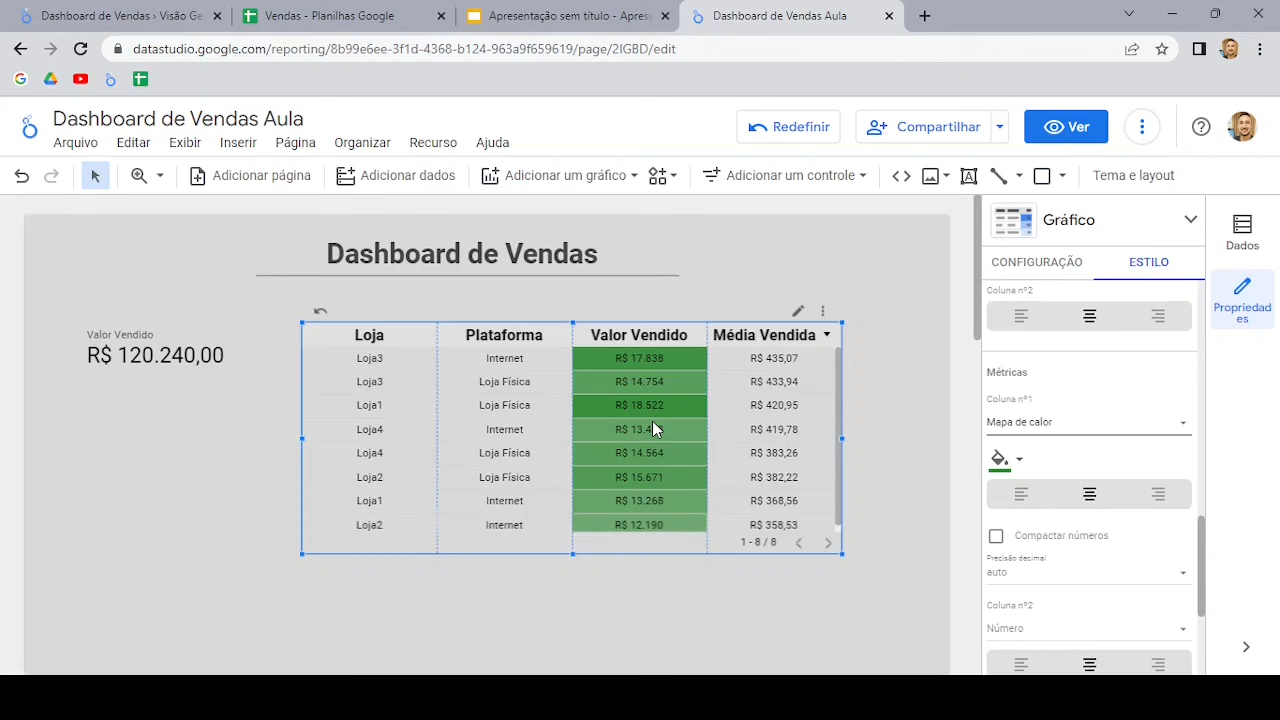 Dashboard de Vendas › Visão Ge
Vendas - Planilhas Google
Apresentação sem título - Aprese
Dashboard de Vendas Aula
datastudio.google.com/reporting/8b99e6ee-3f1d-4368-b124-963a9f659619/page/2IGBD/edit
Dashboard de Vendas Aula
Redefinir
Compartilhar
Ver
Arquivo Editar Exibir Inserir Página Organizar Recurso Ajuda
Adicionar página
Adicionar dados
Adicionar um gráfico
Adicionar um controle
Tema e layout
Dashboard de Vendas
Valor Vendido
R$ 120.240,00
Loja Plataforma Valor Vendido Média Vendida
Loja3 Internet R$ 17.838 R$ 435,07
Loja3 Loja Física R$ 14.754 R$ 433,94
Loja1 Loja Física R$ 18.522 R$ 420,95
Loja4 Internet R$ R$ 419,78
Loja4 Loja Física R$ 14.564 R$ 383,26
Loja2 Loja Física R$ 15.671 R$ 382,22
Loja1 Internet R$ 13.268 R$ 368,56
Loja2 Internet R$ 12.190 R$ 358,53
1 - 8 / 8
Gráfico
CONFIGURAÇÃO ESTILO
Coluna nº2
Métricas
Coluna nº1
Mapa de calor
Compactar números
Precisão decimal
auto
Coluna nº2
Número
Dados
Propriedad
es